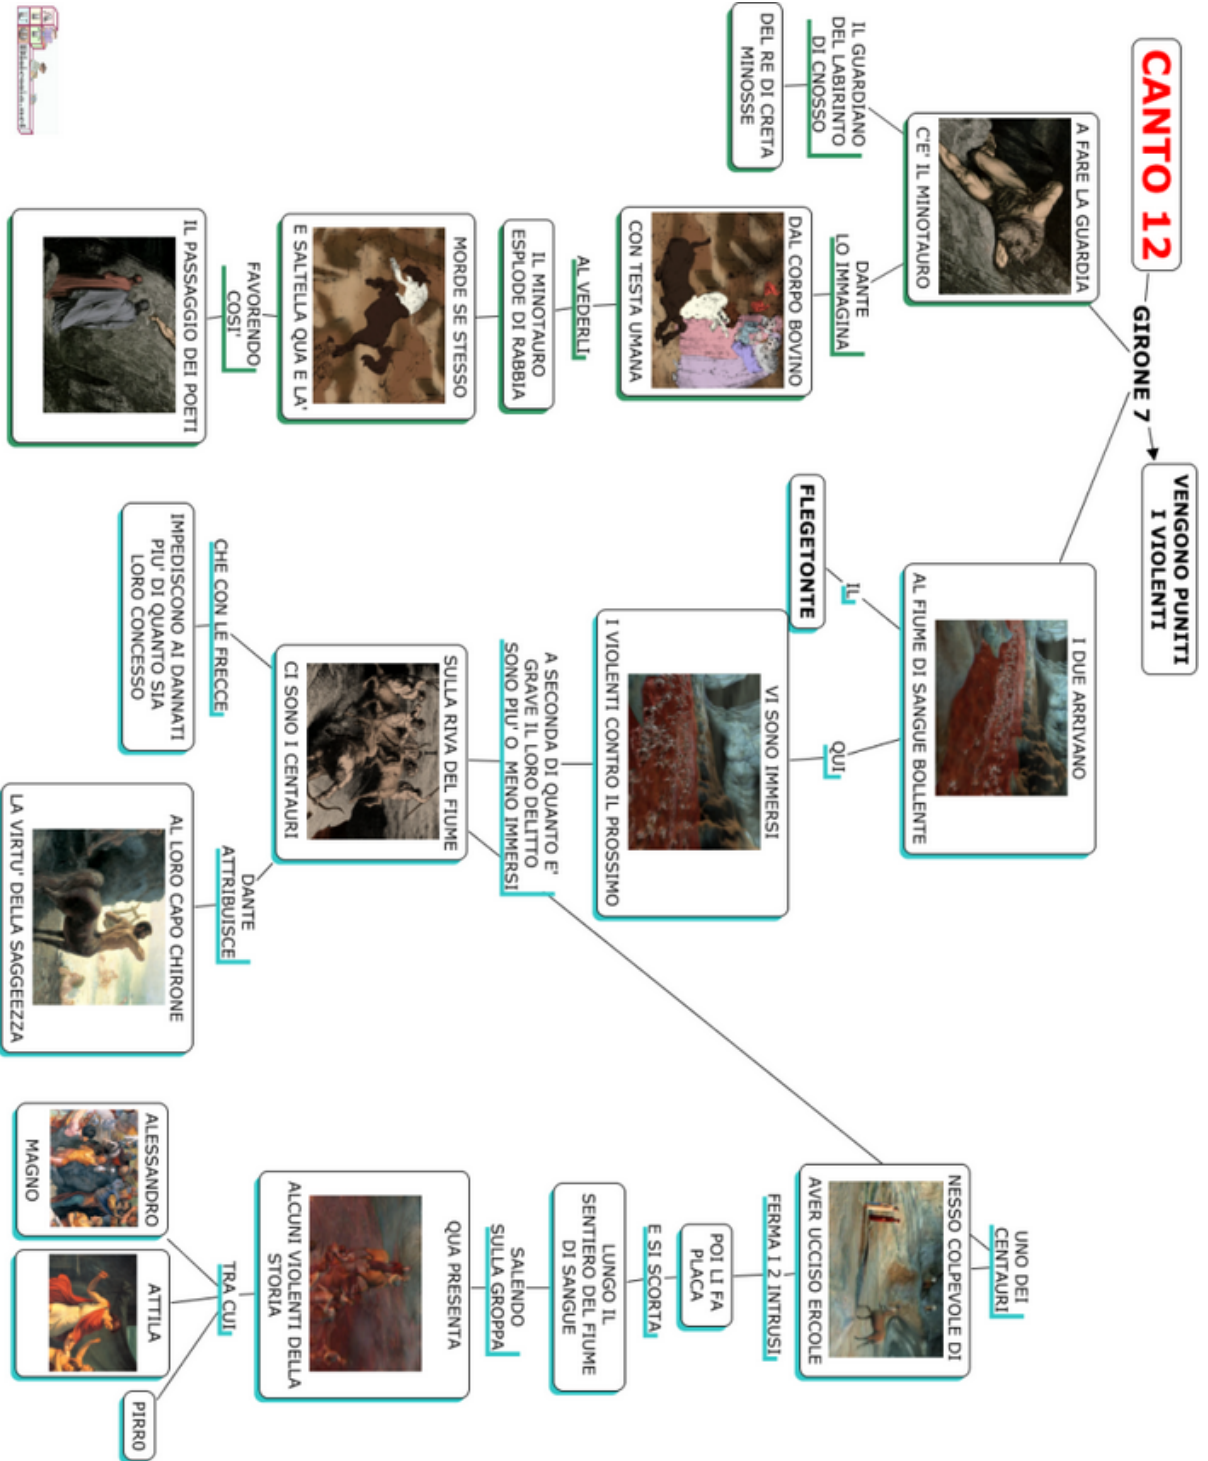 CANTO 12
GIRONE 7
VENGONO PUNITI
I VIOLENTI
A FARE LA GUARDIA
C'E' IL MINOTAURO
IL GUARDIANO
DEL LABIRINTO
DI CNOSSO
DEL RE DI CRETA
MINOSSE
DANTE
LO IMMAGINA
DAL CORPO BOVINO
CON TESTA UMANA
AL VEDERLI
IL MINOTAURO
ESPLODE DI RABBIA
MORDE SE STESSO
E SALTELLA QUA E LA'
FAVORENDO
COSI'
IL PASSAGGIO DEI POETI
I DUE ARRIVANO
AL FIUME DI SANGUE BOLLENTE
IL
FLEGETONTE
QUI
VI SONO IMMERSI
I VIOLENTI CONTRO IL PROSSIMO
A SECONDA DI QUANTO E'
GRAVE IL LORO DELITTO
SONO PIU' O MENO IMMERSI
SULLA RIVA DEL FIUME
CI SONO I CENTAURI
CHE CON LE FRECCE
IMPEDISCONO AI DANNATI
PIU' DI QUANTO SIA
LORO CONCESSO
DANTE
ATTRIBUISCE
AL LORO CAPO CHIRONE
LA VIRTU' DELLA SAGGEEZZA
UNO DEI
CENTAURI
NESSO COLPEVOLE DI
AVER UCCISO ERCOLE
FERMA I 2 INTRUSI
POI LI FA
PLACA
E SI SCORTA
LUNGO IL
SENTIERO DEL FIUME
DI SANGUE
SALENDO
SULLA GROPPA
QUA PRESENTA
ALCUNI VIOLENTI DELLA
STORIA
TRA CUI
ALESSANDRO
MAGNO
ATTILA
PIRRO